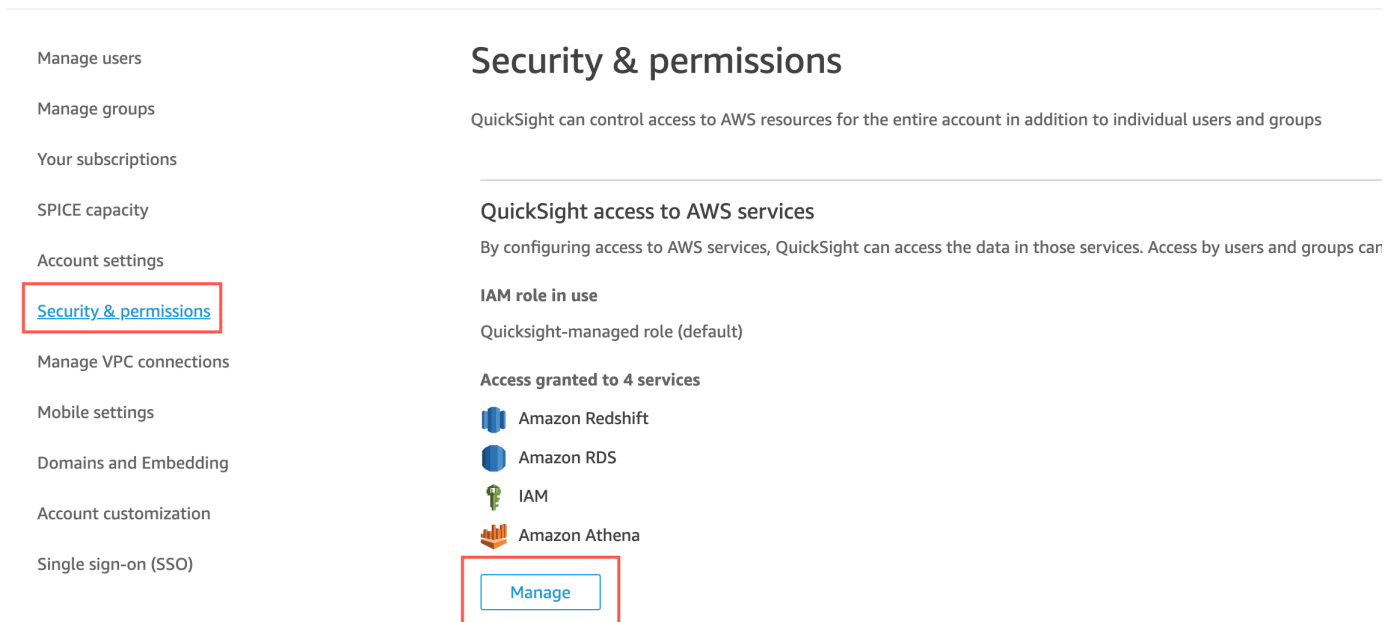 Manage users
Manage groups
Your subscriptions
SPICE capacity
Account settings
Security & permissions
Manage VPC connections
Mobile settings
Domains and Embedding
Account customization
Single sign-on (SSO)
Security & permissions
QuickSight can control access to AWS resources for the entire account in addition to individual users and groups
QuickSight access to AWS services
By configuring access to AWS services, QuickSight can access the data in those services. Access by users and groups can
IAM role in use
Quicksight-managed role (default)
Access granted to 4 services
Amazon Redshift
Amazon RDS
IAM
Amazon Athena
Manage